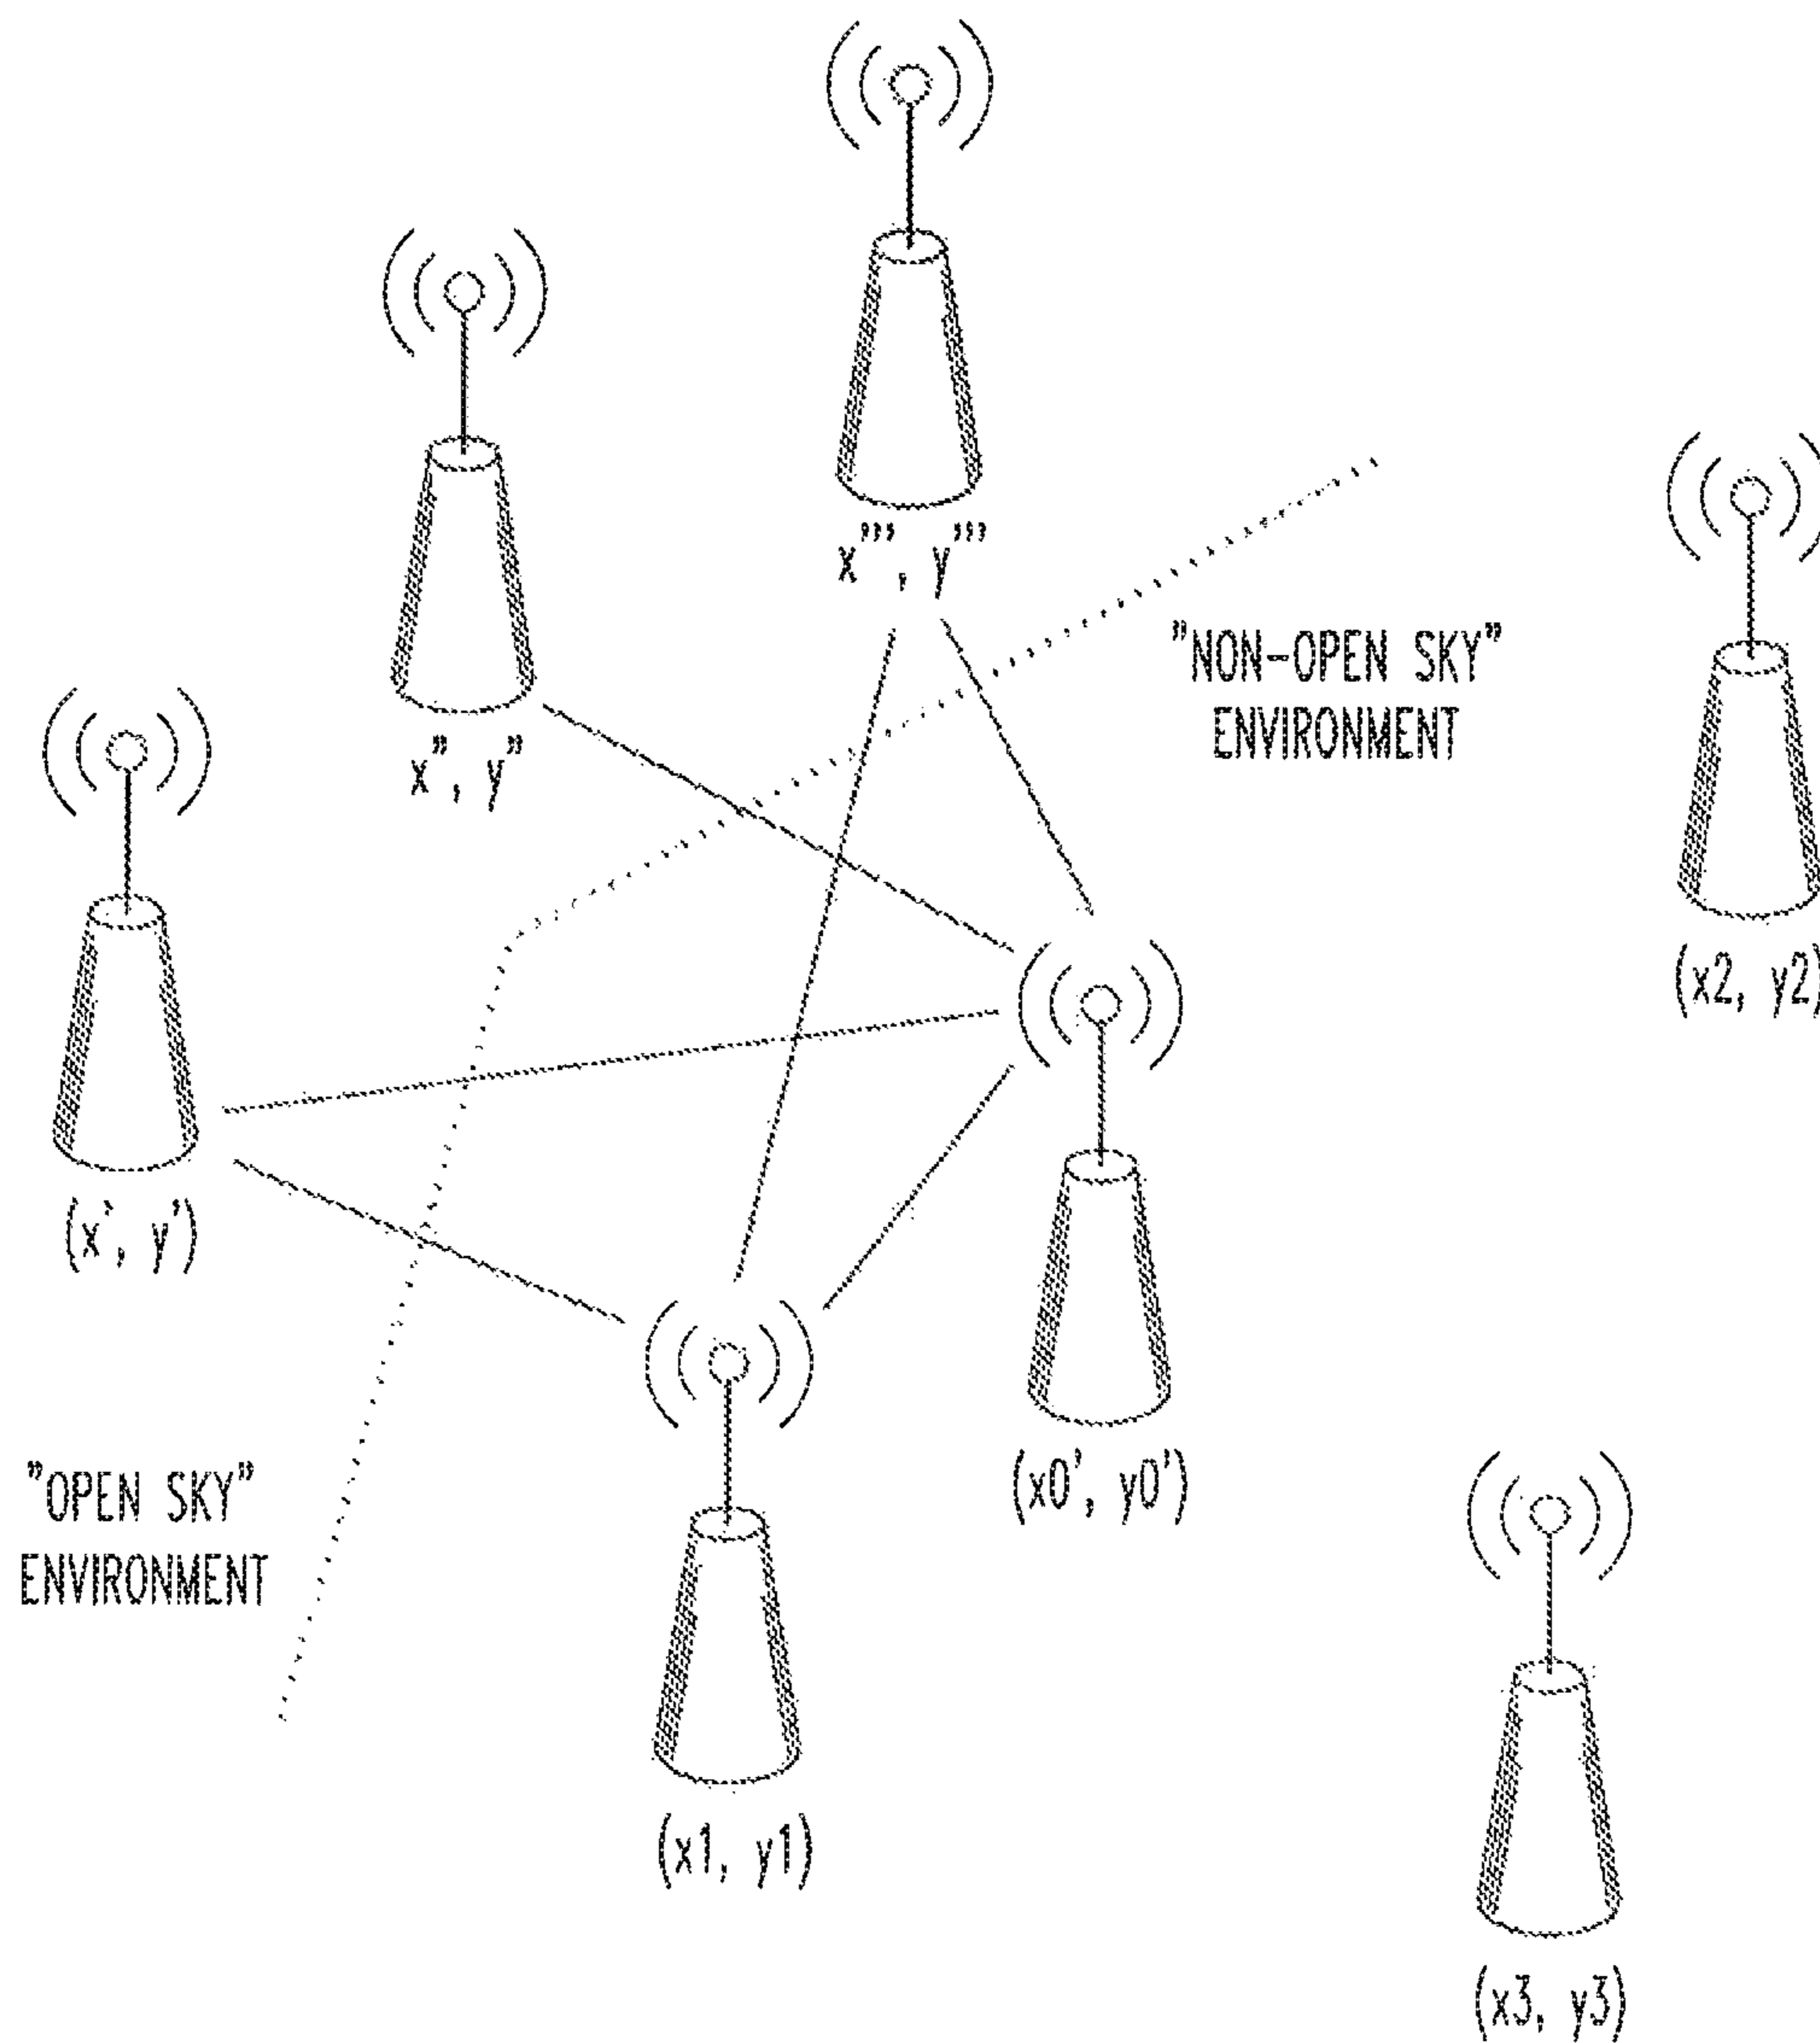 x''', y'''
"NON-OPEN SKY"
ENVIRONMENT
x", y"
(x2, y2)
(x', y')
(x0', y0')
"OPEN SKY"
ENVIRONMENT
(x1, y1)
(x3, y3)